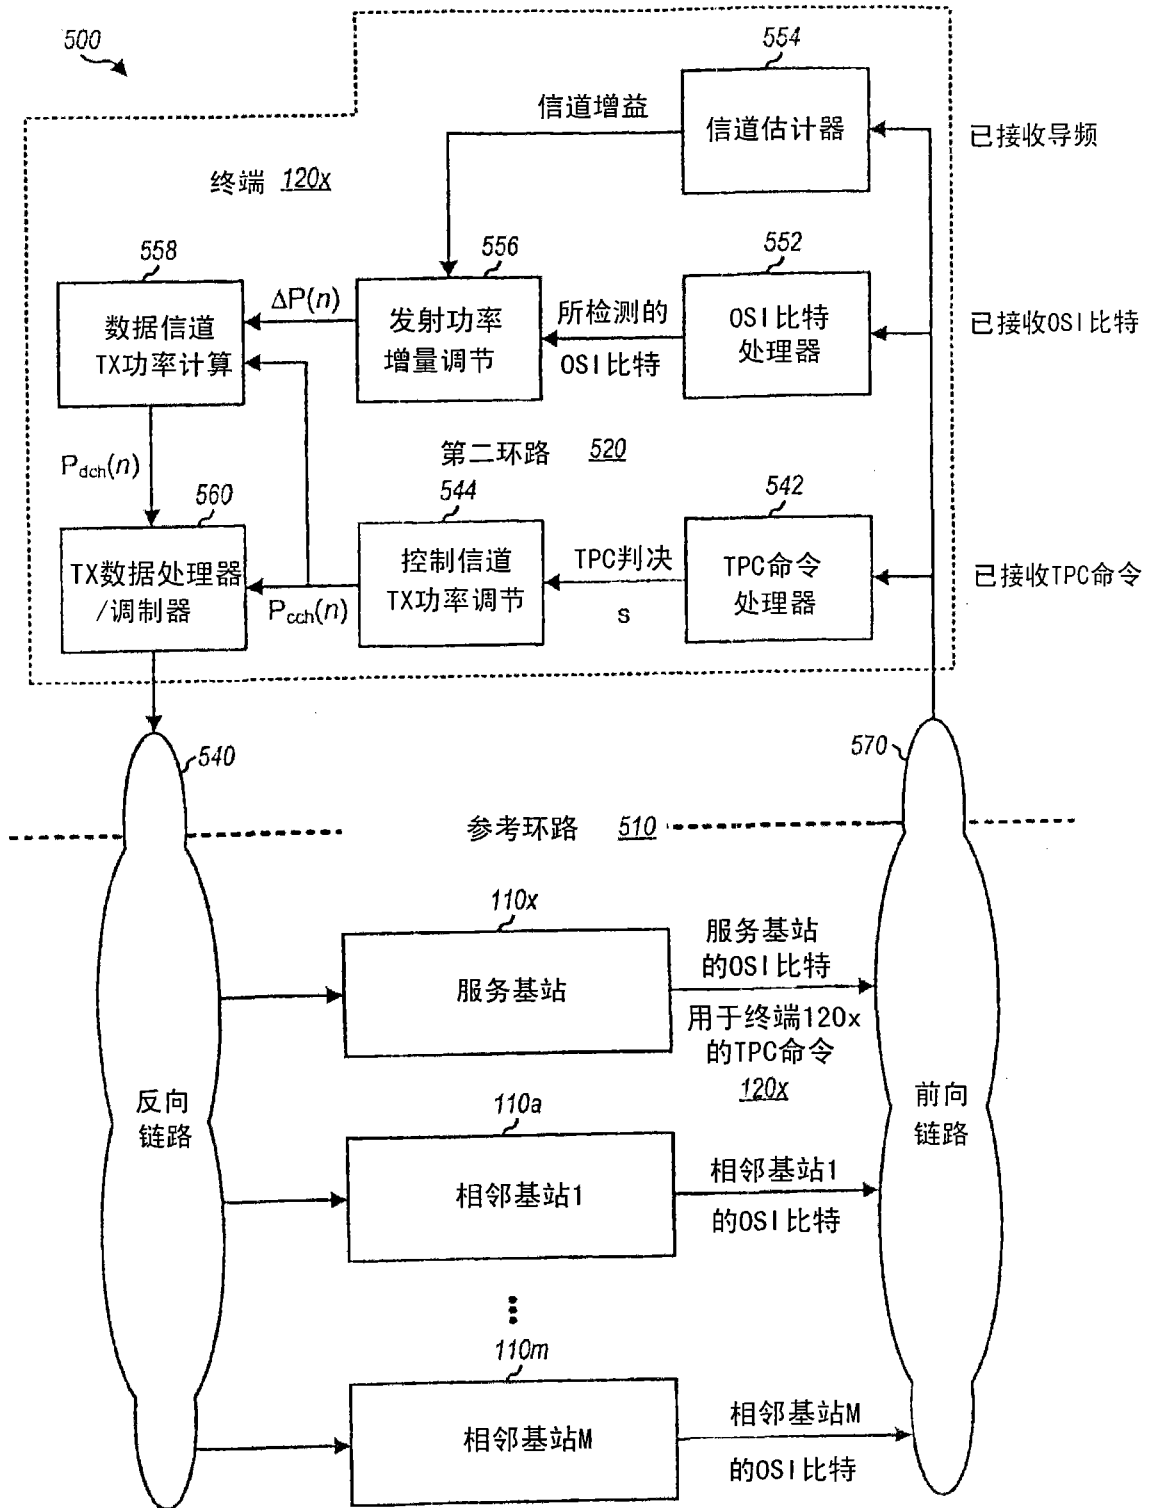 500
554
信道增益
信道估计器
已接收导频
终端 120x
558
556
552
数据信道
TX功率计算
ΔP(n)
发射功率
增量调节
所检测的
OSI比特
OSI比特
处理器
已接收OSI比特
第二环路 520
Pdch(n)
560
544
542
TX数据处理器
/调制器
Pcch(n)
控制信道
TX功率调节
TPC判决
s
TPC命令
处理器
已接收TPC命令
540
570
参考环路 510
110x
服务基站
服务基站
的OSI比特
用于终端120x
的TPC命令
120x
反向
链路
前向
链路
110a
相邻基站1
相邻基站1
的OSI比特
110m
相邻基站M
相邻基站M
的OSI比特